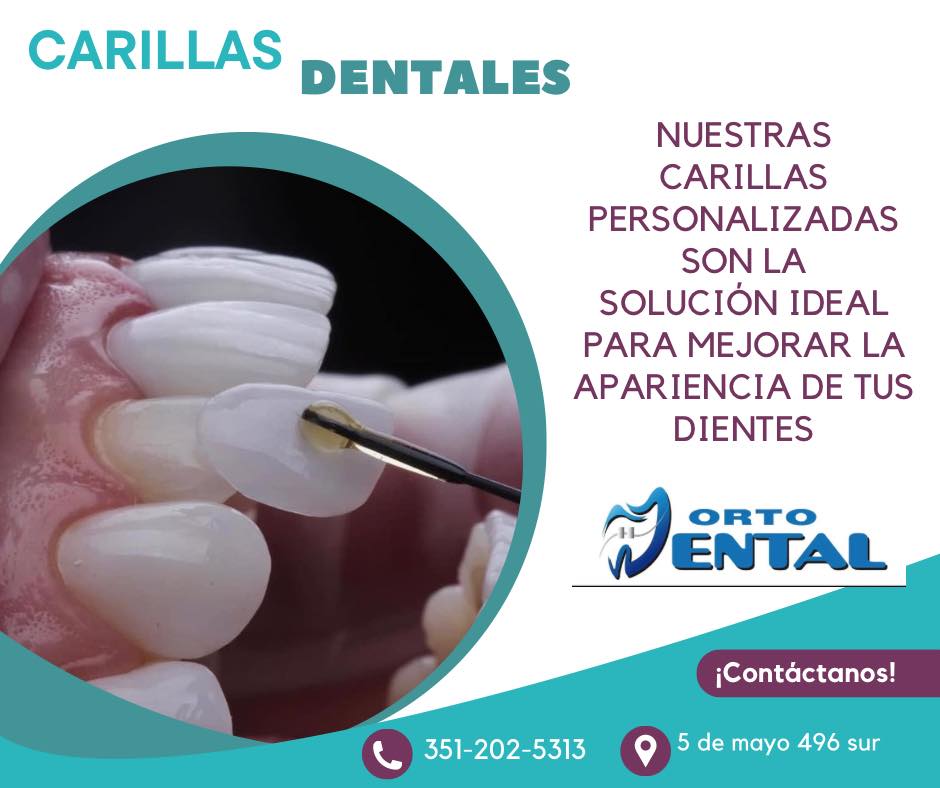 CARILLAS
DENTALES
NUESTRAS
CARILLAS
PERSONALIZADAS
SON LA
SOLUCIÓN IDEAL
PARA MEJORAR LA
APARIENCIA DE TUS
DIENTES
ORTO
DENTAL
¡Contáctanos!
351-202-5313
5 de mayo 496 sur